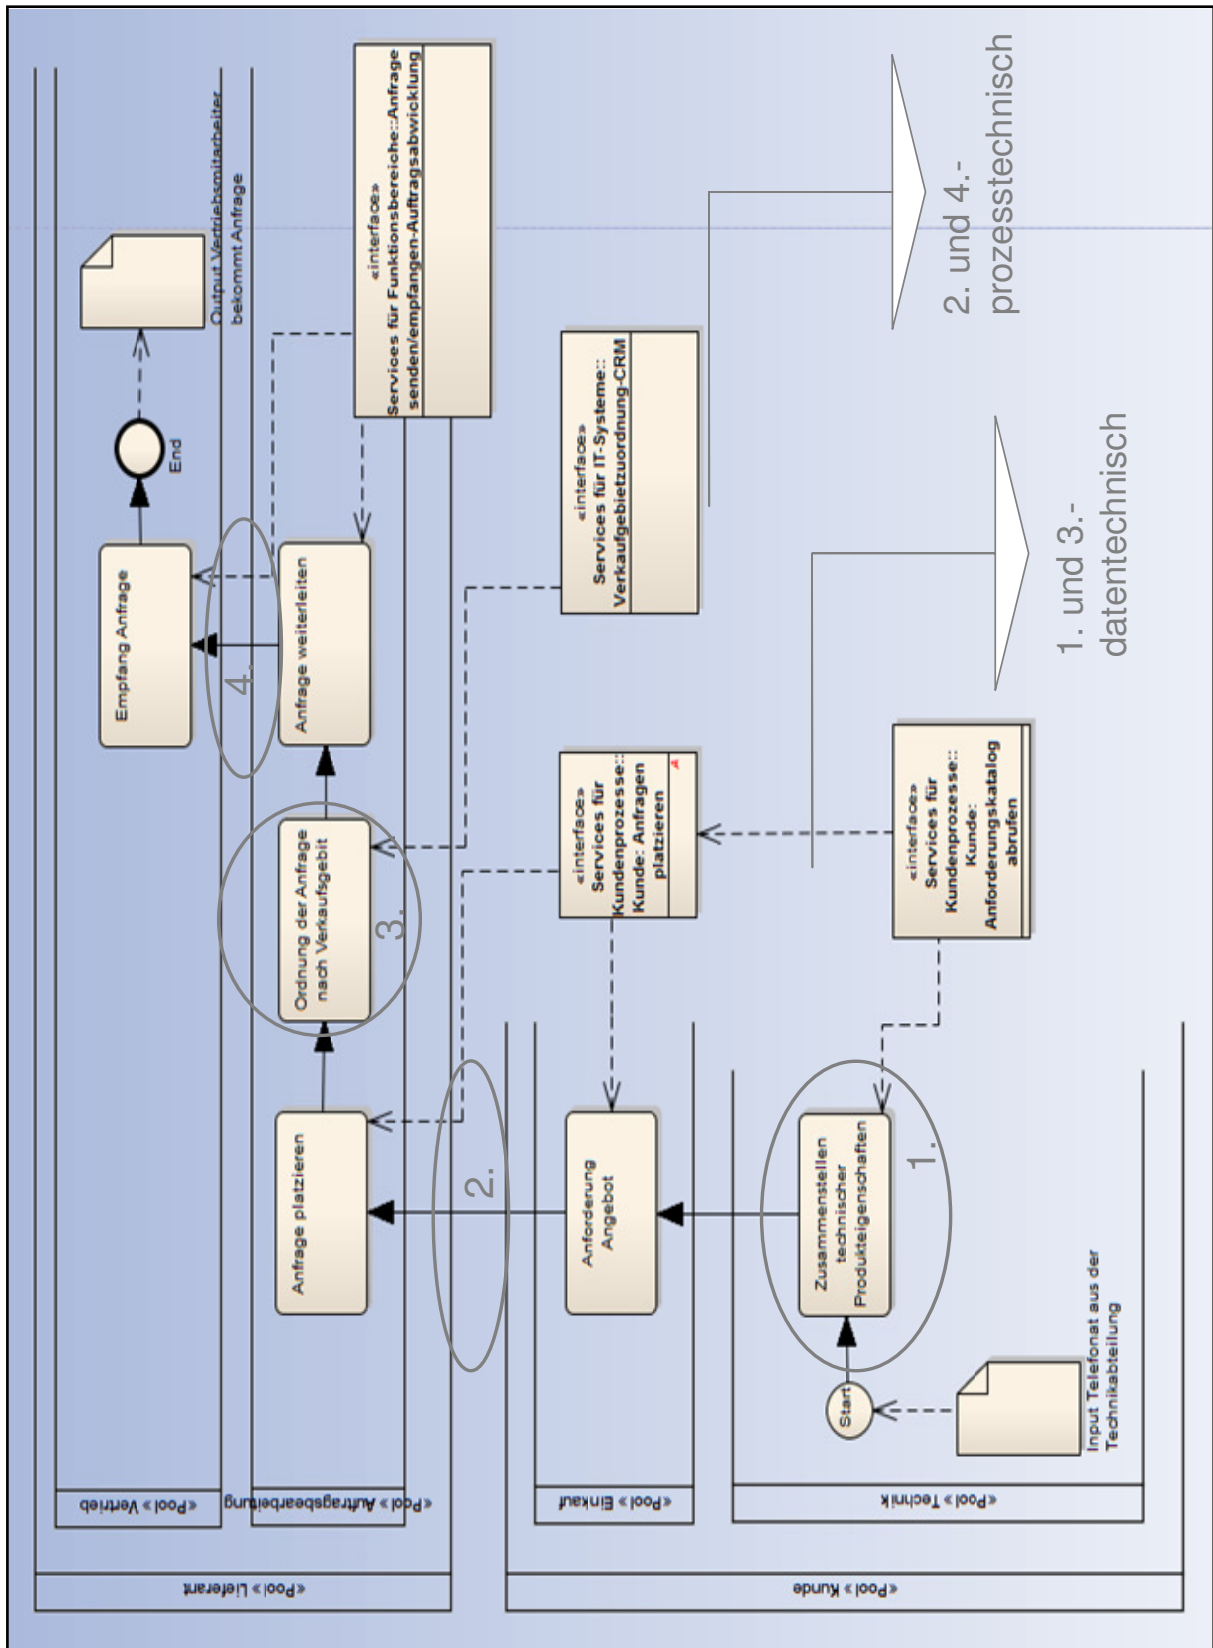 «Pool» Lieferant
«Pool» Vertrieb
Empfang Anfrage
End
Output Vertriebsmitarbeiter
bekommt Anfrage
«Pool» Auftragsbearbeitung
Anfrage platzieren
Ordnung der Anfrage
nach Verkaufsgebit
3.
Anfrage weiterleiten
4.
«interface»
Services für Funktionsbereiche::Anfrage
senden/empfangen-Auftragsabwicklung
«Pool» Kunde
2.
«Pool» Einkauf
Anforderung
Angebot
«interface»
Services für
Kundenprozesse::
Kunde: Anfragen
platzieren
A
«interface»
Services für IT-Systeme::
Verkaufgebietzuordnung-CRM
«Pool» Technik
Start
Zusammenstellen
technischer
Produkteigenschaften
1.
Input Telefonat aus der
Technikabteilung
«interface»
Services für
Kundenprozesse::
Kunde:
Anforderungskatalog
abrufen
1. und 3.-
datentechnisch
2. und 4.-
prozesstechnisch